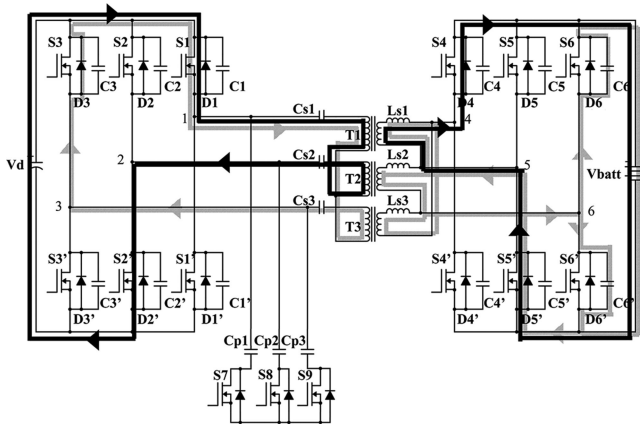 S3 S2 S1 S4 S5 S6
C3 C2 C1 C4 C5 C6
D3 D2 D1 D4 D5 D6
1 Cs1 Ls1 4
T1
Vd 2 Cs2 Ls2 5 Vbatt
T2
3 Cs3 Ls3 6
T3
S3' S2' S1' S4' S5' S6'
C3' C2' C1' C4' C5' C6'
D3' D2' D1' D4' D5' D6'
Cp1 Cp2 Cp3
S7 S8 S9